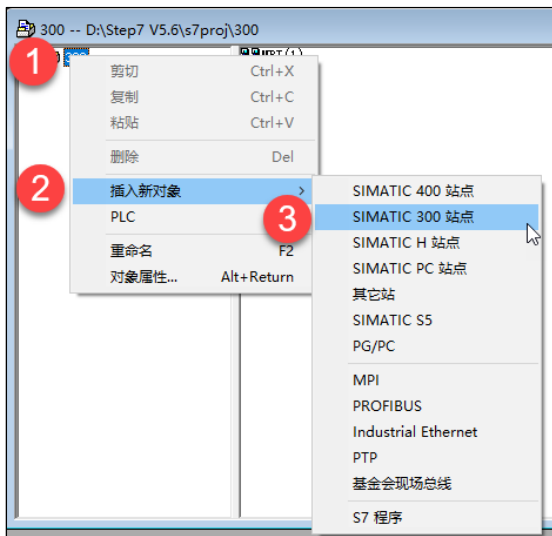 300 -- D:\Step7 V5.6\s7proj\300
1
300
MPI(1)
剪切 Ctrl+X
复制 Ctrl+C
粘贴 Ctrl+V
删除 Del
2
插入新对象
PLC
3
重命名 F2
对象属性... Alt+Return
SIMATIC 400 站点
SIMATIC 300 站点
SIMATIC H 站点
SIMATIC PC 站点
其它站
SIMATIC S5
PG/PC
MPI
PROFIBUS
Industrial Ethernet
PTP
基金会现场总线
S7 程序